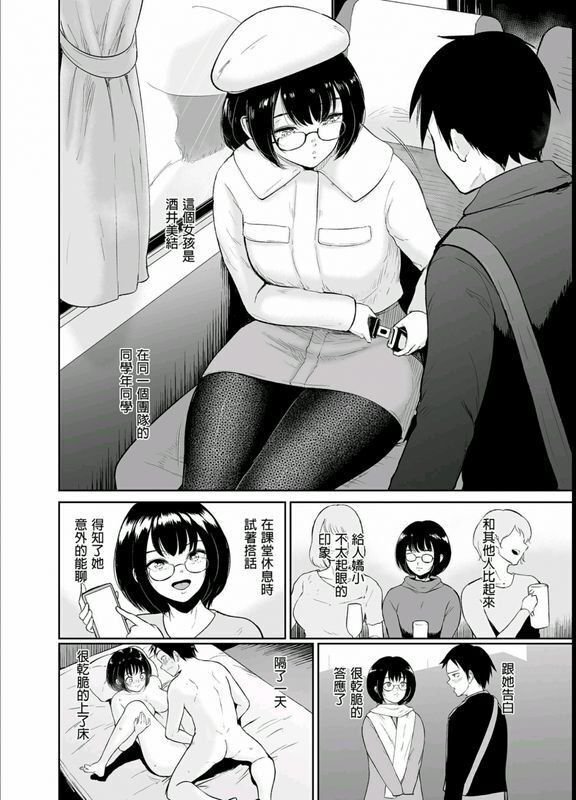 這個女孩是
酒井美結
在同一個團隊的
同學年同學
和其他人比起來
給人嬌小
不太起眼的
印象
在課堂休息時
試著搭話
得知了她
意外的能聊
跟她告白
很乾脆的
答應了
隔了一天
很乾脆的上了床